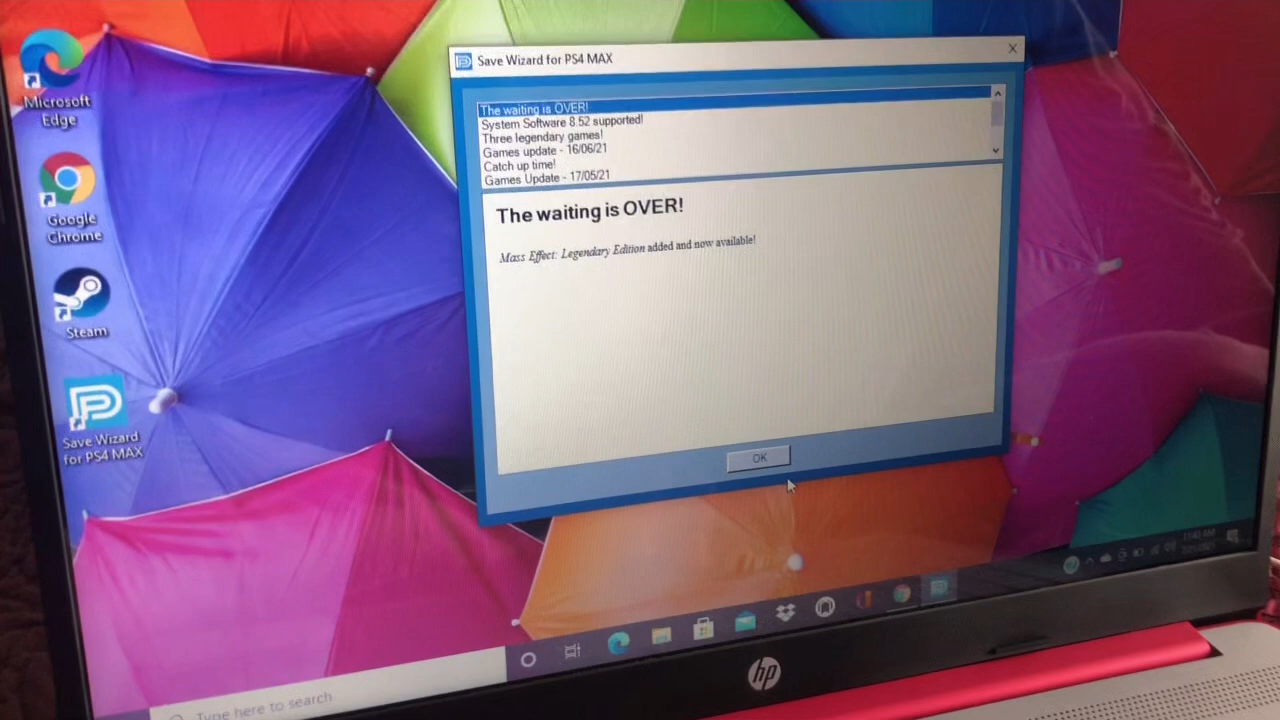 Save Wizard for PS4 MAX
The waiting is OVER!
System Software 8.52 supported!
Three legendary games!
Games update - 16/06/21
Catch up time!
Games Update - 17/05/21
The waiting is OVER!
Mass Effect: Legendary Edition added and now available!
OK
Microsoft
Edge
Google
Chrome
Steam
Save Wizard
for PS4 MAX
Type here to search
11:43 AM
hp